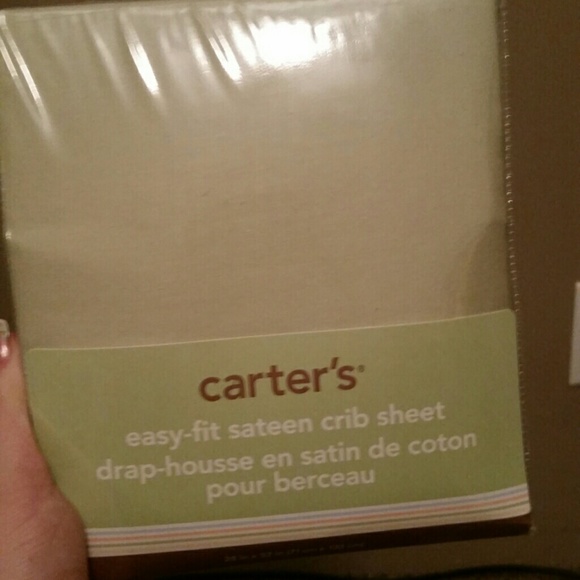 carter's®
easy-fit sateen crib sheet
drap-housse en satin de coton
pour berceau